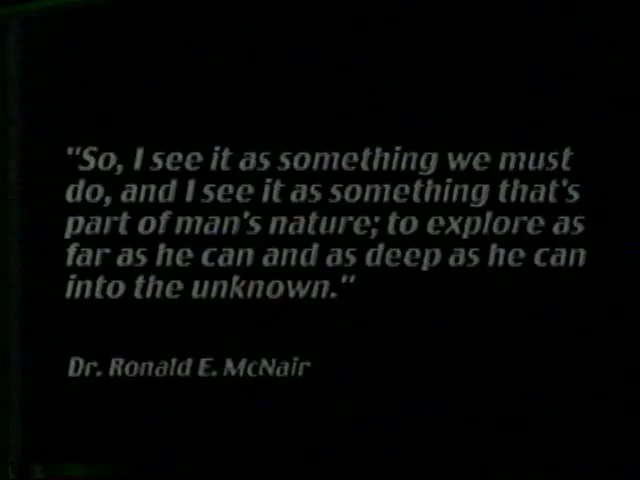 "So, I see it as something we must
do, and I see it as something that's
part of man's nature; to explore as
far as he can and as deep as he can
into the unknown."
Dr. Ronald E. McNair